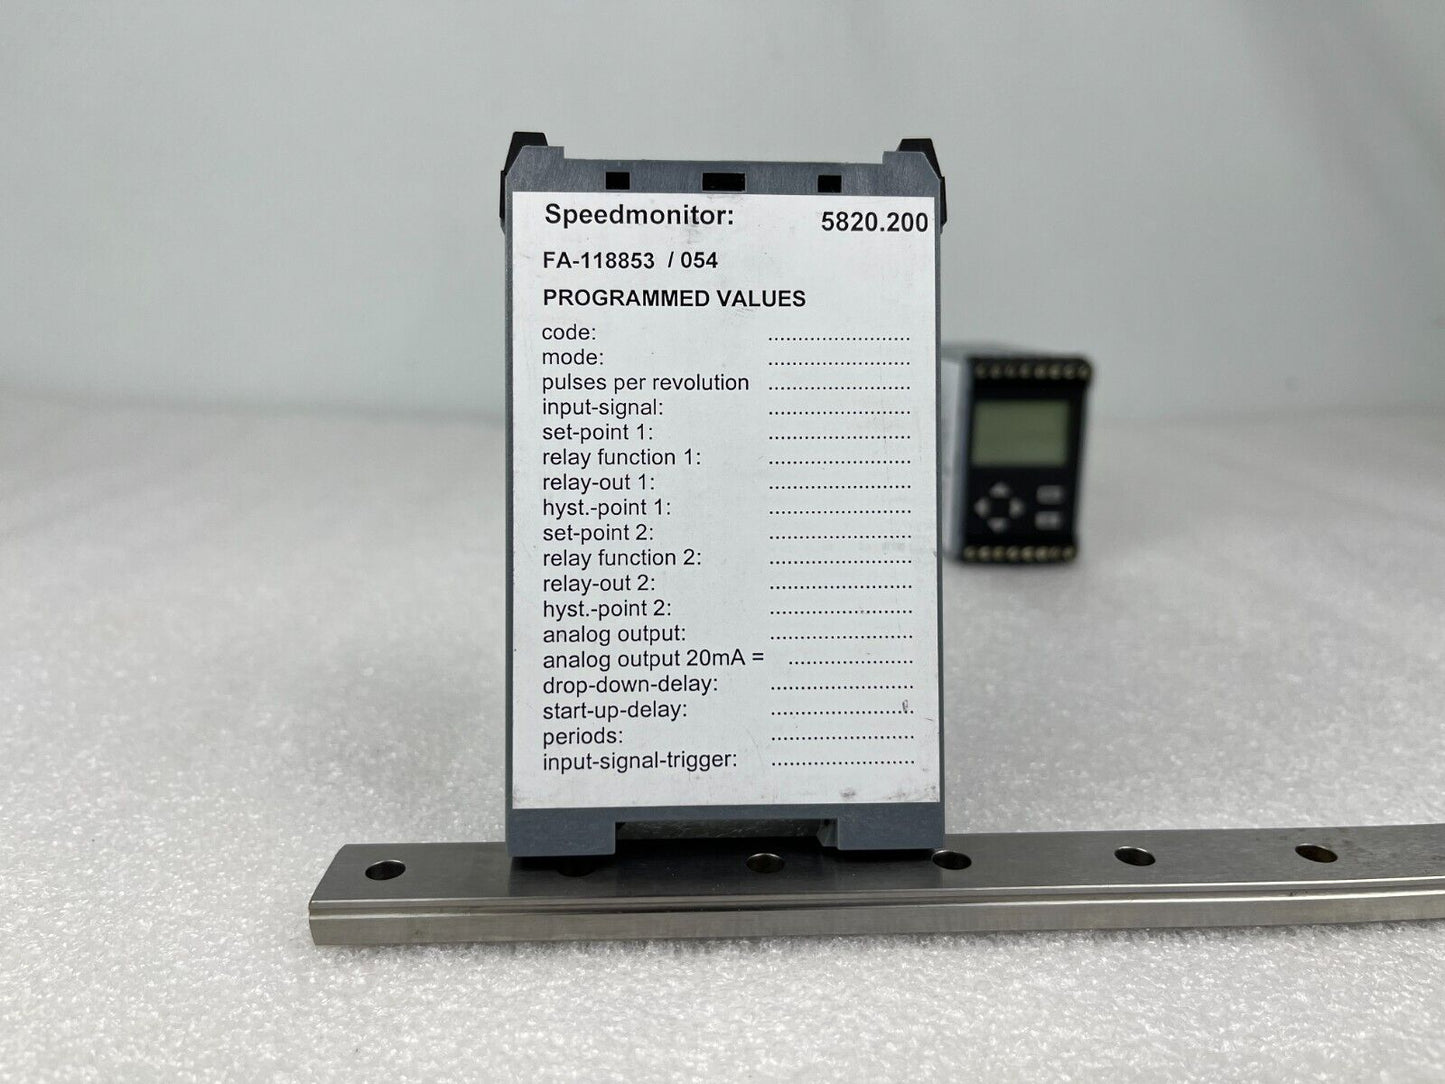 Speedmonitor: 5820.200
FA-118853 / 054
PROGRAMMED VALUES
code: ........................
mode: ........................
pulses per revolution ........................
input-signal: ........................
set-point 1: ........................
relay function 1: ........................
relay-out 1: ........................
hyst.-point 1: ........................
set-point 2: ........................
relay function 2: ........................
relay-out 2: ........................
hyst.-point 2: ........................
analog output: ........................
analog output 20mA = .....................
drop-down-delay: ........................
start-up-delay: ........................
periods: ........................
input-signal-trigger: ........................